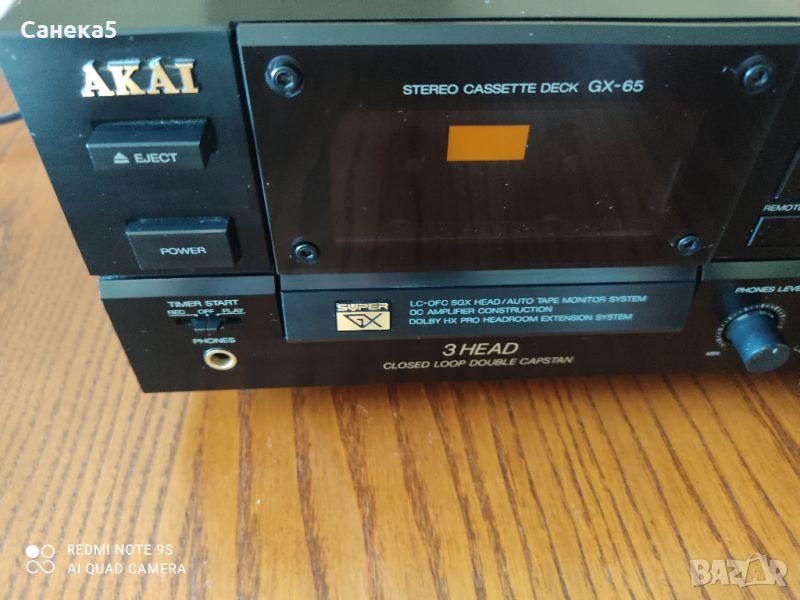 Санека5
AKAI
STEREO CASSETTE DECK GX-65
EJECT
REMOTE
POWER
PHONES LEVEL
TIMER START
REC OFF PLAY
PHONES
SUPER
GX
LC-OFC SGX HEAD/AUTO TAPE MONITOR SYSTEM
DC AMPLIFIER CONSTRUCTION
DOLBY HX PRO HEADROOM EXTENSION SYSTEM
MIN
3 HEAD
CLOSED LOOP DOUBLE CAPSTAN
REDMI NOTE 9S
AI QUAD CAMERA
BAZAR